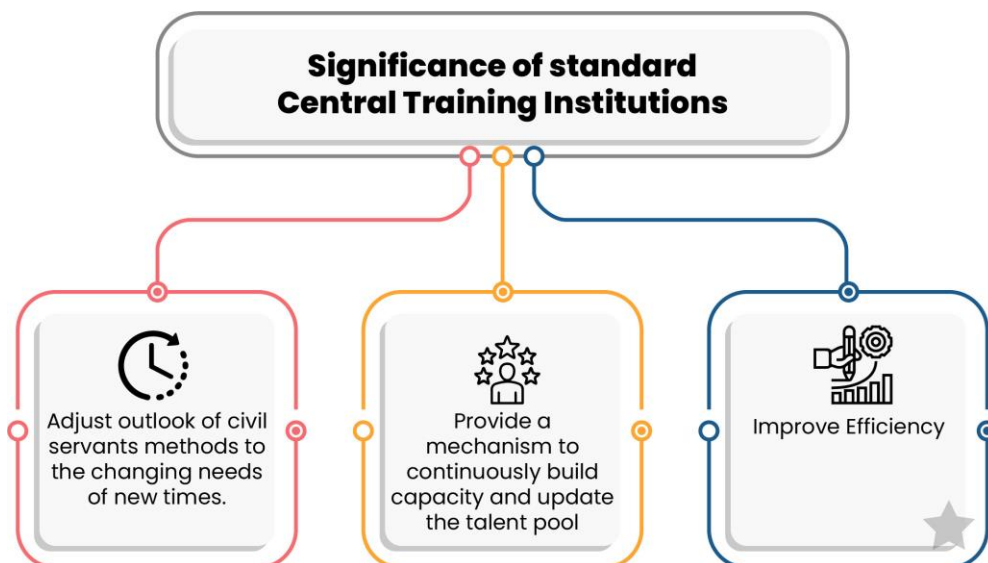 Significance of standard
Central Training Institutions
Adjust outlook of civil
servants methods to
the changing needs
of new times.
Provide a
mechanism to
continuously build
capacity and update
the talent pool
Improve Efficiency